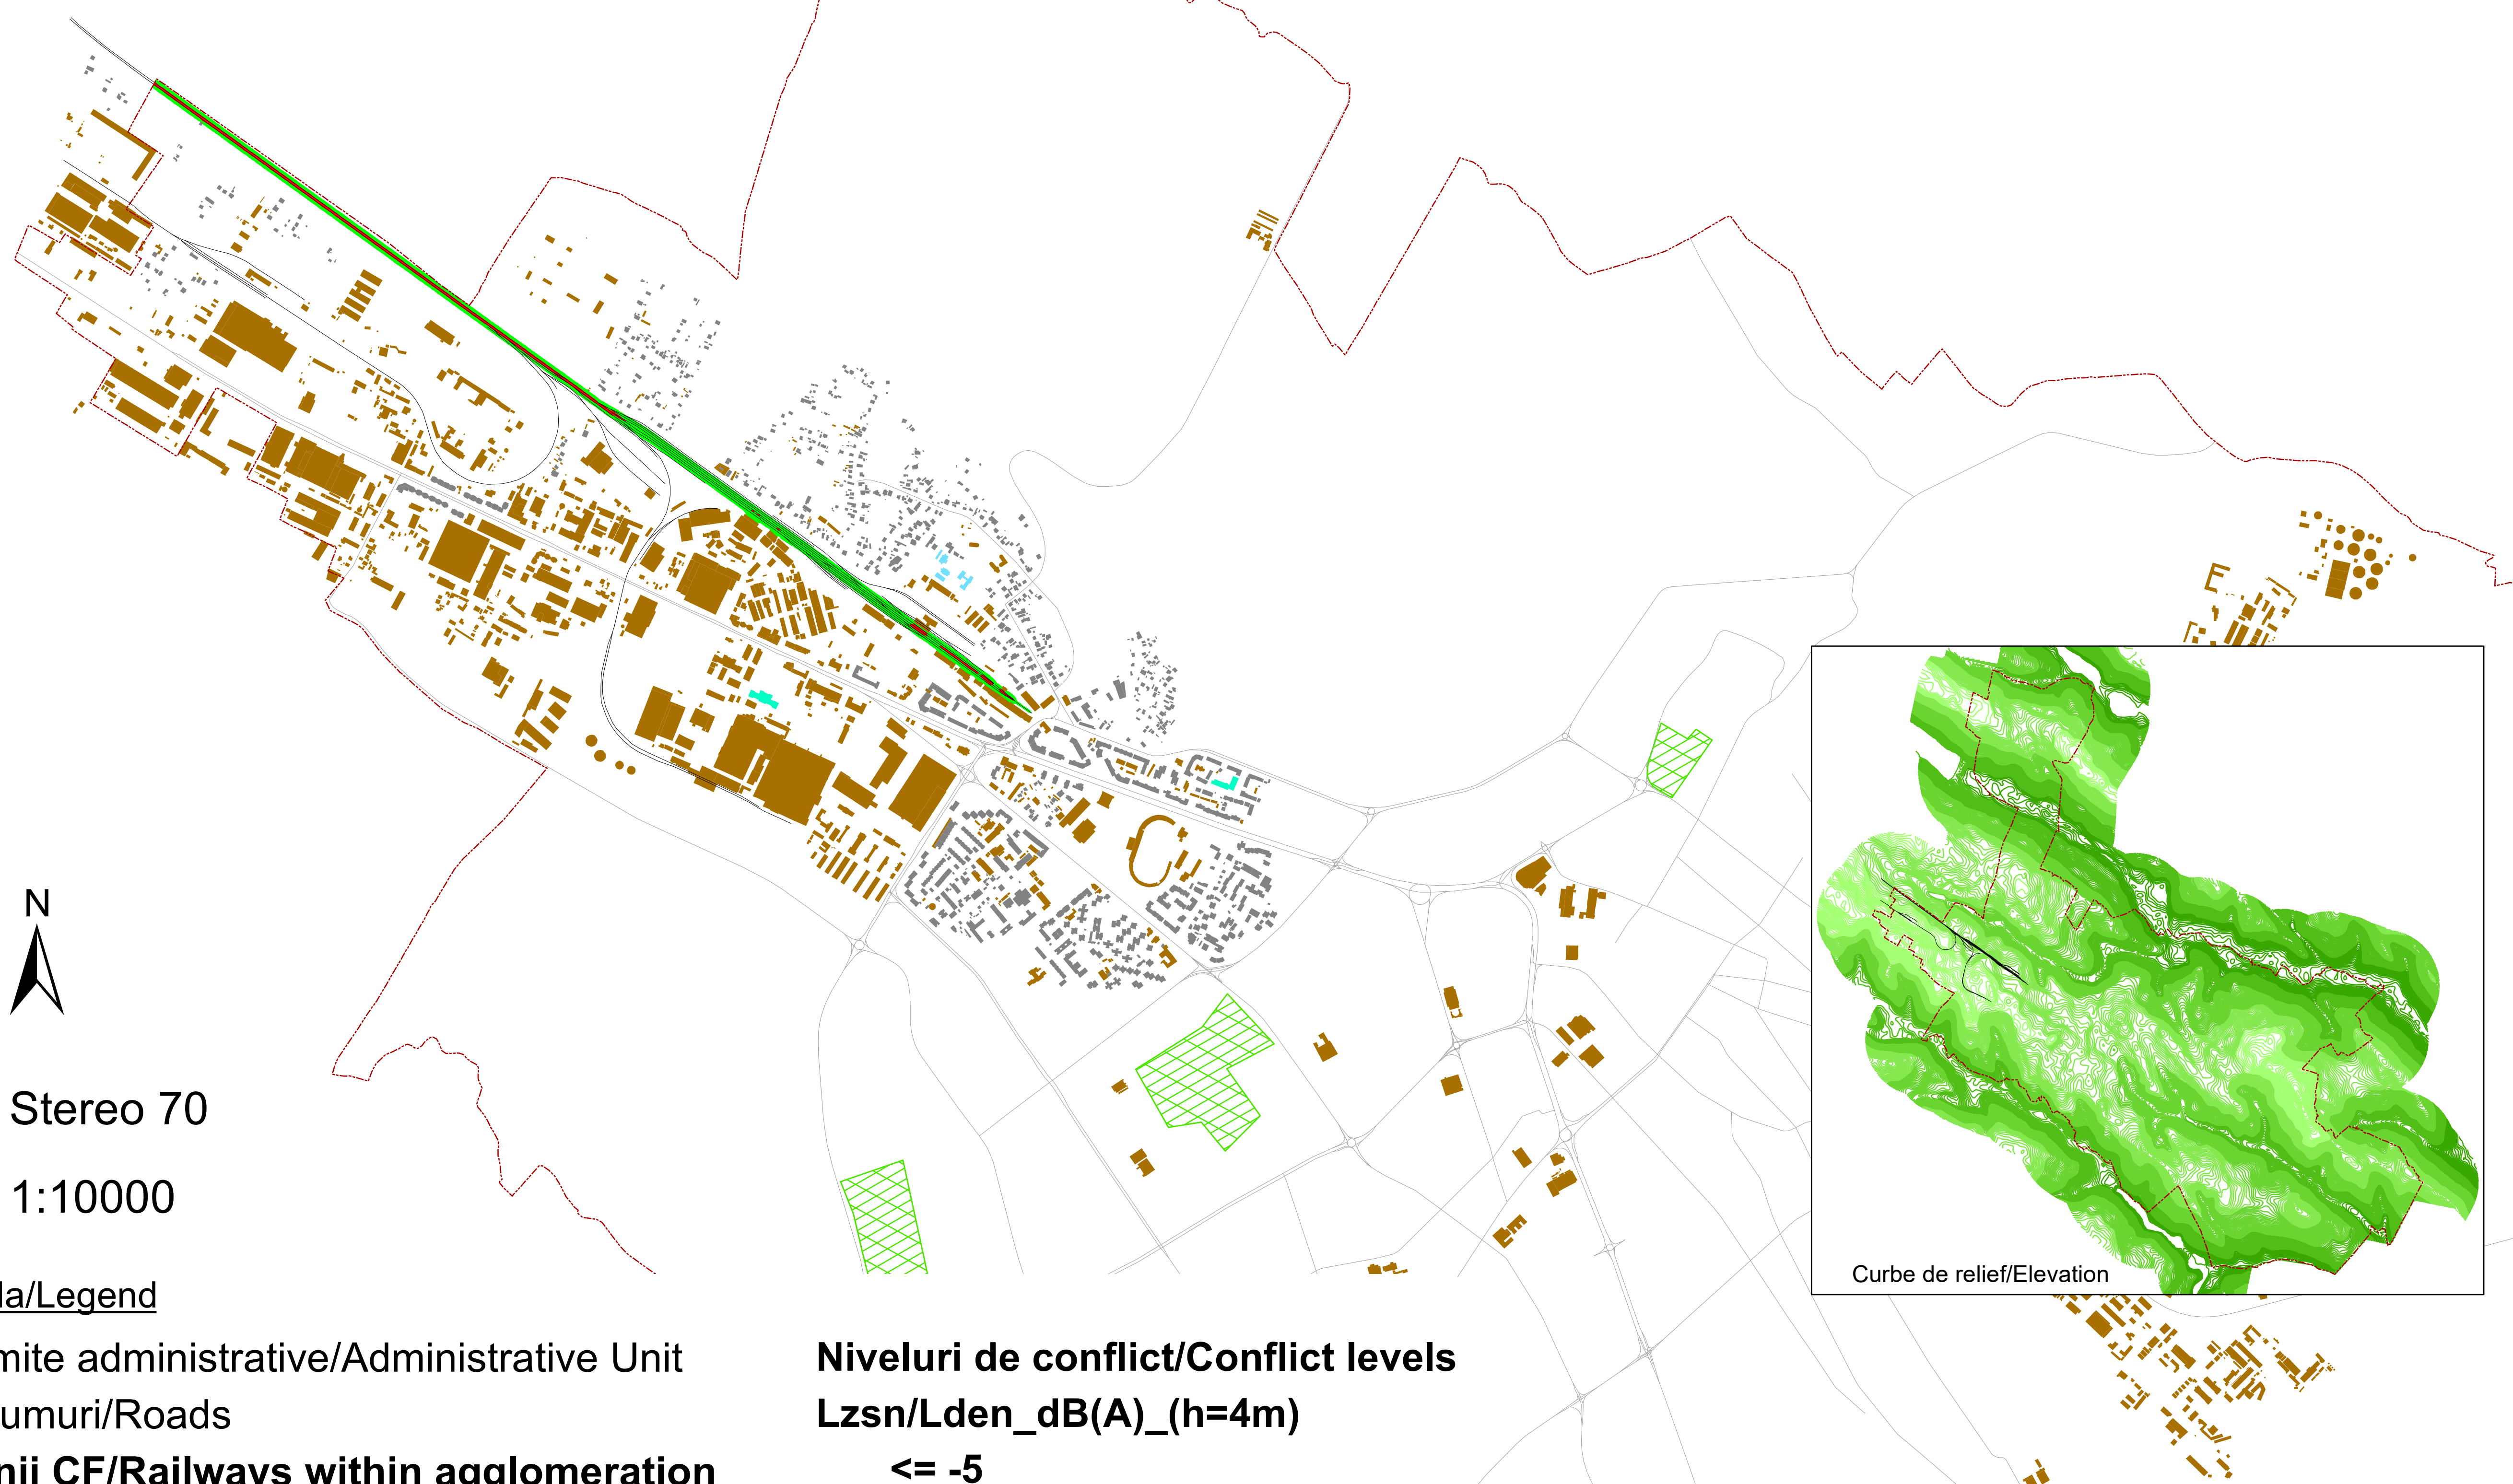 N
Stereo 70
1:10000
da/Legend
mite administrative/Administrative Unit
umuri/Roads
nii CF/Railways within agglomeration
Niveluri de conflict/Conflict levels
Lzsn/Lden_dB(A)_(h=4m)
<= -5
Curbe de relief/Elevation